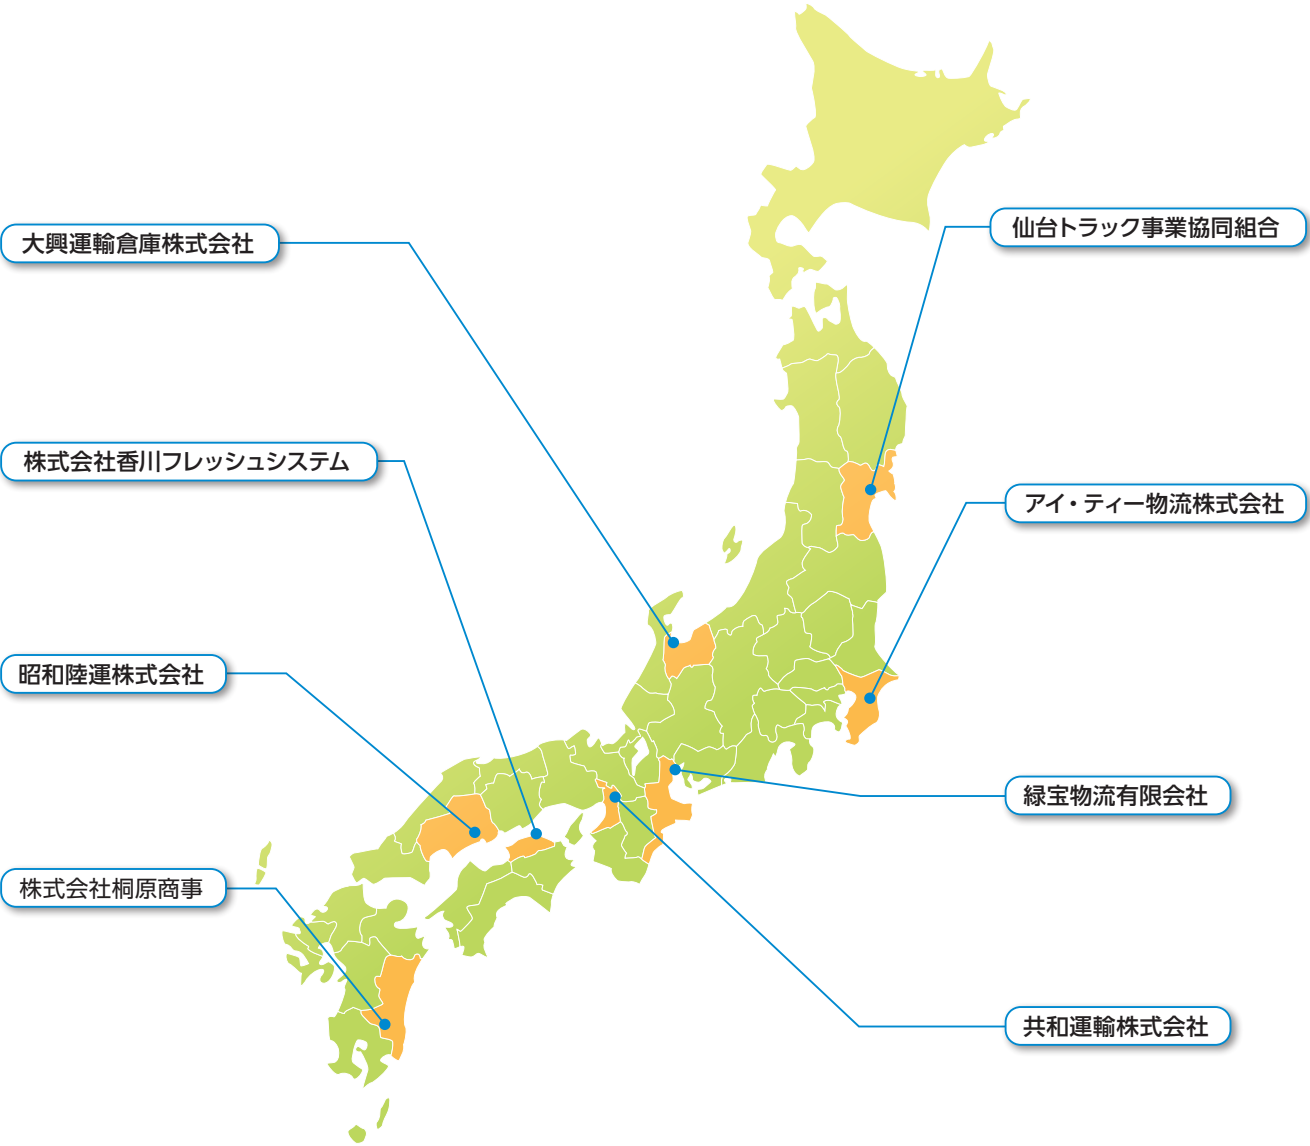 大興運輸倉庫株式会社
仙台トラック事業協同組合
株式会社香川フレッシュシステム
アイ・ティー物流株式会社
昭和陸運株式会社
緑宝物流有限会社
株式会社桐原商事
共和運輸株式会社